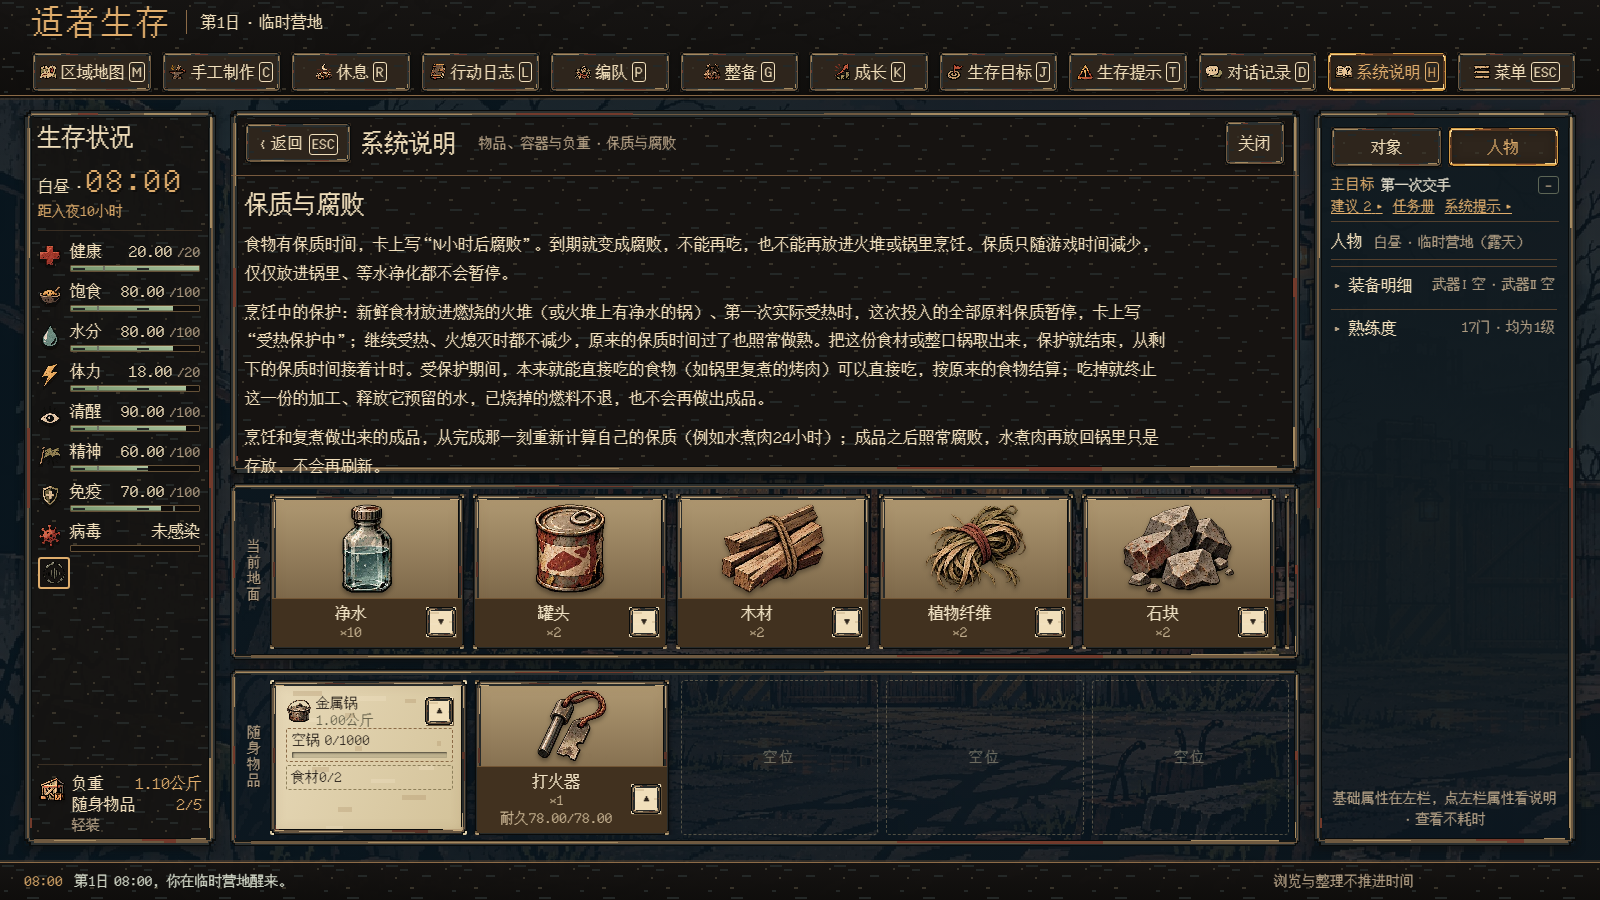 适者生存
第1日 · 临时营地
区域地图 M
手工制作 C
休息 R
行动日志 L
编队 P
整备 G
成长 K
生存目标 J
生存提示 T
对话记录 D
系统说明 H
菜单 ESC
生存状况
白昼 · 08:00
距入夜10小时
健康 20.00 /20
饱食 80.00 /100
水分 80.00 /100
体力 18.00 /20
清醒 90.00 /100
精神 60.00 /100
免疫 70.00 /100
病毒 未感染
负重 1.10公斤
随身物品 2/5
轻装
‹ 返回 ESC
系统说明
物品、容器与负重 · 保质与腐败
关闭
保质与腐败
食物有保质时间，卡上写“N小时后腐败”。到期就变成腐败，不能再吃，也不能再放进火堆或锅里烹饪。保质只随游戏时间减少，
仅仅放进锅里、等水净化都不会暂停。
烹饪中的保护：新鲜食材放进燃烧的火堆（或火堆上有净水的锅）、第一次实际受热时，这次投入的全部原料保质暂停，卡上写
“受热保护中”；继续受热、火熄灭时都不减少，原来的保质时间过了也照常做熟。把这份食材或整口锅取出来，保护就结束，从剩
下的保质时间接着计时。受保护期间，本来就能直接吃的食物（如锅里复煮的烤肉）可以直接吃，按原来的食物结算；吃掉就终止
这一份的加工、释放它预留的水，已烧掉的燃料不退，也不会再做出成品。
烹饪和复煮做出来的成品，从完成那一刻重新计算自己的保质（例如水煮肉24小时）；成品之后照常腐败，水煮肉再放回锅里只是
存放，不会再刷新。
当前地面
净水
×10
罐头
×2
木材
×2
植物纤维
×2
石块
×2
随身物品
金属锅
1.00公斤
空锅 0/1000
食材0/2
打火器
×1
耐久78.00/78.00
空位
空位
空位
对象
人物
主目标 第一次交手
建议 2 ▸ 任务册 系统提示 ▸
人物 白昼 · 临时营地（露天）
▸ 装备明细 武器Ⅰ 空 · 武器Ⅱ 空
▸ 熟练度 17门 · 均为1级
基础属性在左栏，点左栏属性看说明
· 查看不耗时
08:00 第1日 08:00，你在临时营地醒来。
浏览与整理不推进时间